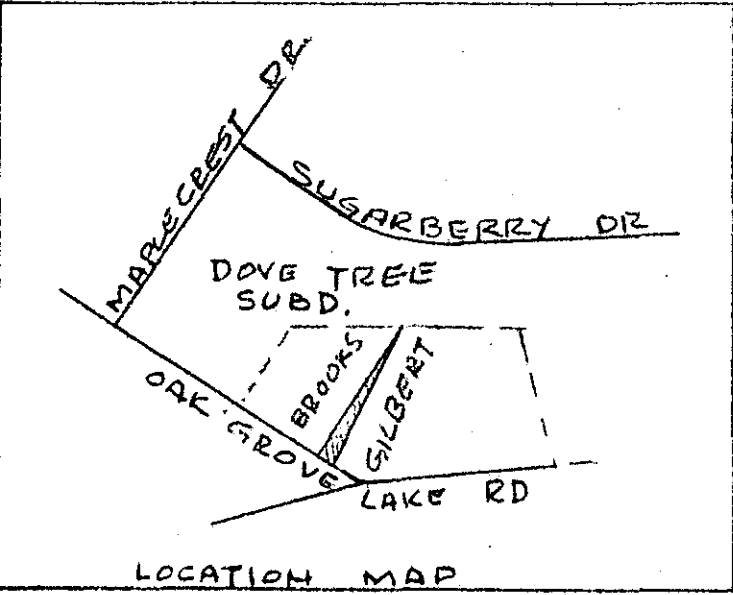 MAPLECREST DR.
SUGARBERRY DR
DOVE TREE
SUBD.
BROOKS
GILBERT
OAK GROVE
LAKE RD
LOCATION MAP